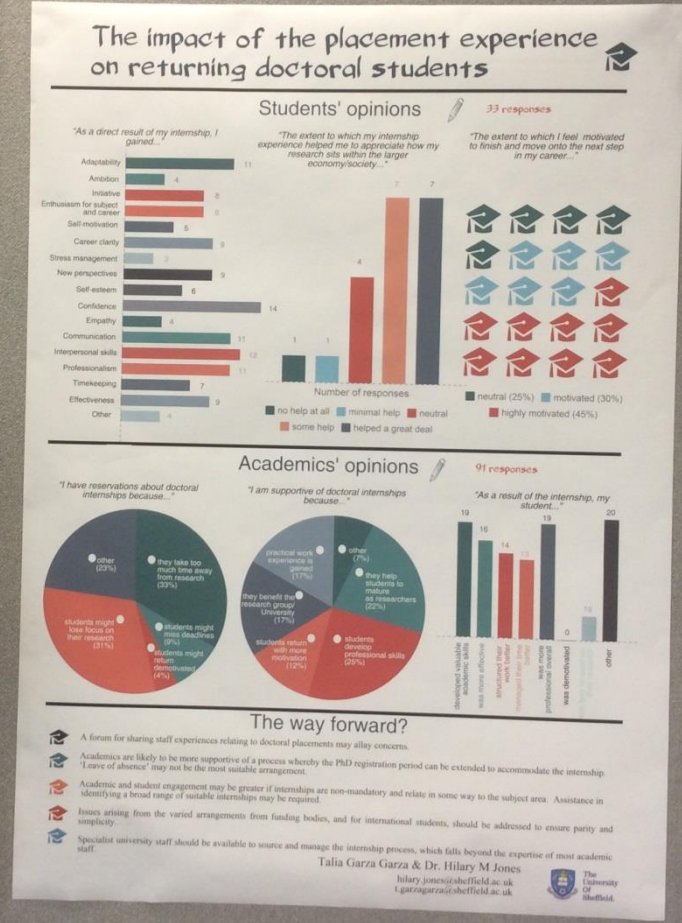 The impact of the placement experience
on returning doctoral students
Students' opinions
33 responses
"As a direct result of my internship, I
gained..."
Adaptability 11
Ambition 4
Initiative 8
Enthusiasm for subject
and career 8
Self-motivation 5
Career clarity 9
Stress management 3
New perspectives 9
Self-esteem 6
Confidence 14
Empathy 4
Communication 11
Interpersonal skills 12
Professionalism 11
Timekeeping 7
Effectiveness 9
Other 4
"The extent to which my internship
experience helped me to appreciate how my
research sits within the larger
economy/society..."
1 1 4 7 7
Number of responses
no help at all minimal help neutral
some help helped a great deal
"The extent to which I feel motivated
to finish and move onto the next step
in my career..."
neutral (25%) motivated (30%)
highly motivated (45%)
Academics' opinions
91 responses
"I have reservations about doctoral
internships because..."
other
(23%)
they take too
much time away
from research
(33%)
students might
miss deadlines
(9%)
students might
return
demotivated
(4%)
students might
lose focus on
their research
(31%)
"I am supportive of doctoral internships
because..."
practical work
experience is
gained
(17%)
other
(7%)
they help
students to
mature
as researchers
(22%)
they benefit the
research group/
University
(17%)
students return
with more
motivation
(12%)
students
develop
professional skills
(25%)
"As a result of the internship, my
student..."
19 16 14 13 19 0 20
developed valuable
academic skills
was more effective
structured their
work better
managed their time
better
was more
professional overall
was demotivated
other
The way forward?
A forum for sharing staff experiences relating to doctoral placements may allay concerns.
Academics are likely to be more supportive of a process whereby the PhD registration period can be extended to accommodate the internship.
'Leave of absence' may not be the most suitable arrangement.
Academic and student engagement may be greater if internships are non-mandatory and relate in some way to the subject area. Assistance in
identifying a broad range of suitable internships may be required.
Issues arising from the varied arrangements from funding bodies, and for international students, should be addressed to ensure parity and
simplicity.
Specialist university staff should be available to source and manage the internship process, which falls beyond the expertise of most academic
staff.
Talia Garza Garza & Dr. Hilary M Jones
hilary.jones@sheffield.ac.uk
t.garzagarza@sheffield.ac.uk
The
University
Of
Sheffield.